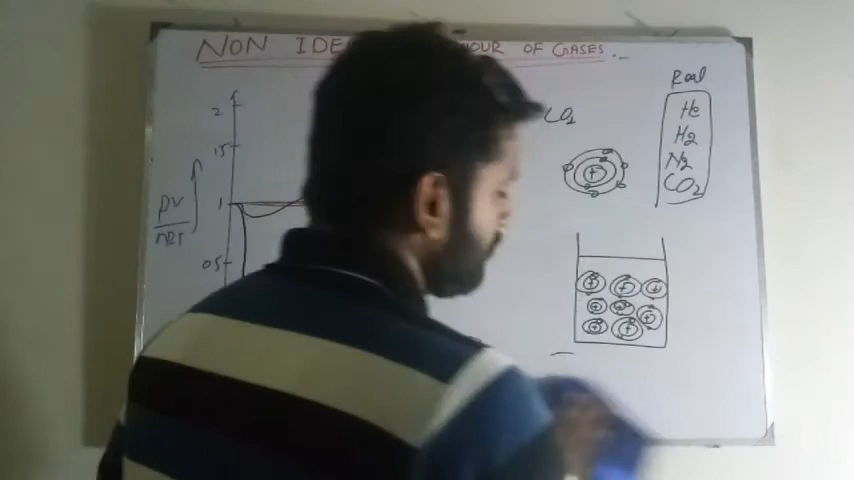 NON IDE OUR OF GASES.
Real
He
H2
N2
CO2
CO2
2
1.5
1
0.5
PV
nRT